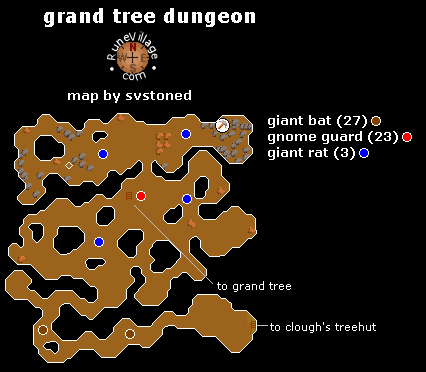 grand tree dungeon
RuneVillage
N
W E
S
com
map by svstoned
giant bat (27)
gnome guard (23)
giant rat (3)
to grand tree
to clough's treehut